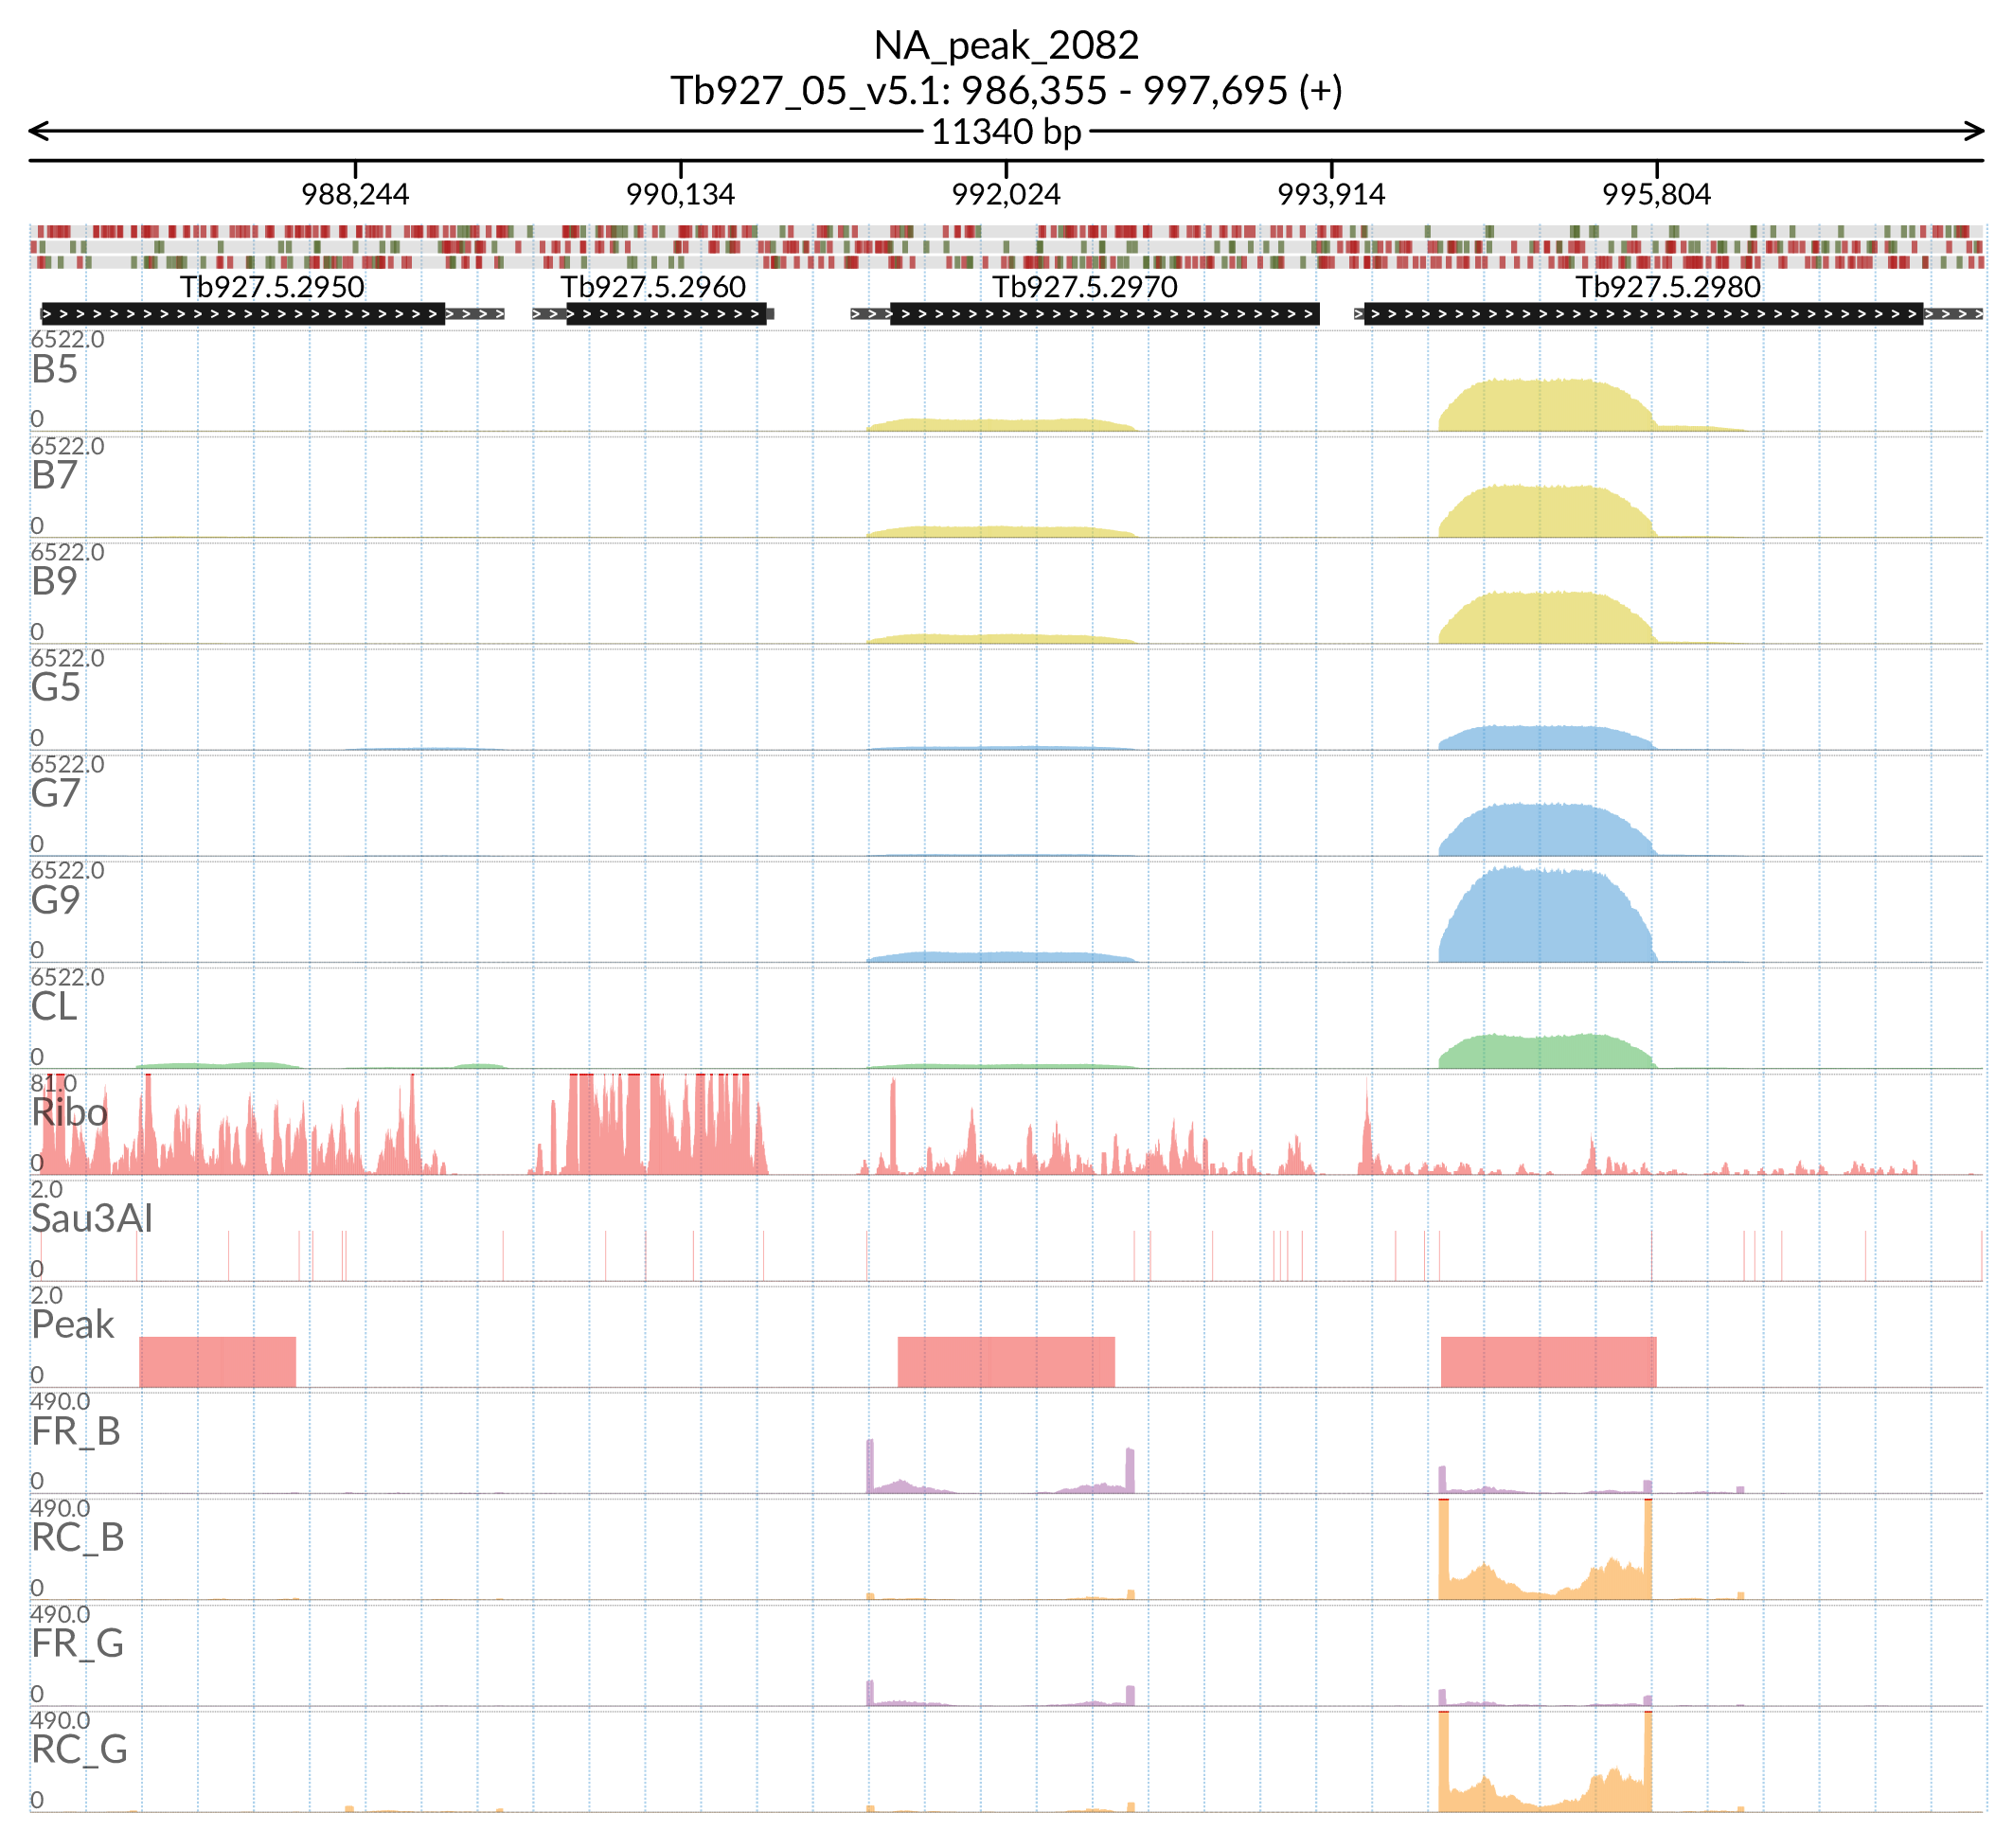 NA_peak_2082
Tb927_05_v5.1: 986,355 - 997,695 (+)
11340 bp
988,244 990,134 992,024 993,914 995,804
Tb927.5.2950 Tb927.5.2960 Tb927.5.2970 Tb927.5.2980
6522.0
B5
0
6522.0
B7
0
6522.0
B9
0
6522.0
G5
0
6522.0
G7
0
6522.0
G9
0
6522.0
CL
0
81.0
Ribo
0
2.0
Sau3AI
0
2.0
Peak
0
490.0
FR_B
0
490.0
RC_B
0
490.0
FR_G
0
490.0
RC_G
0